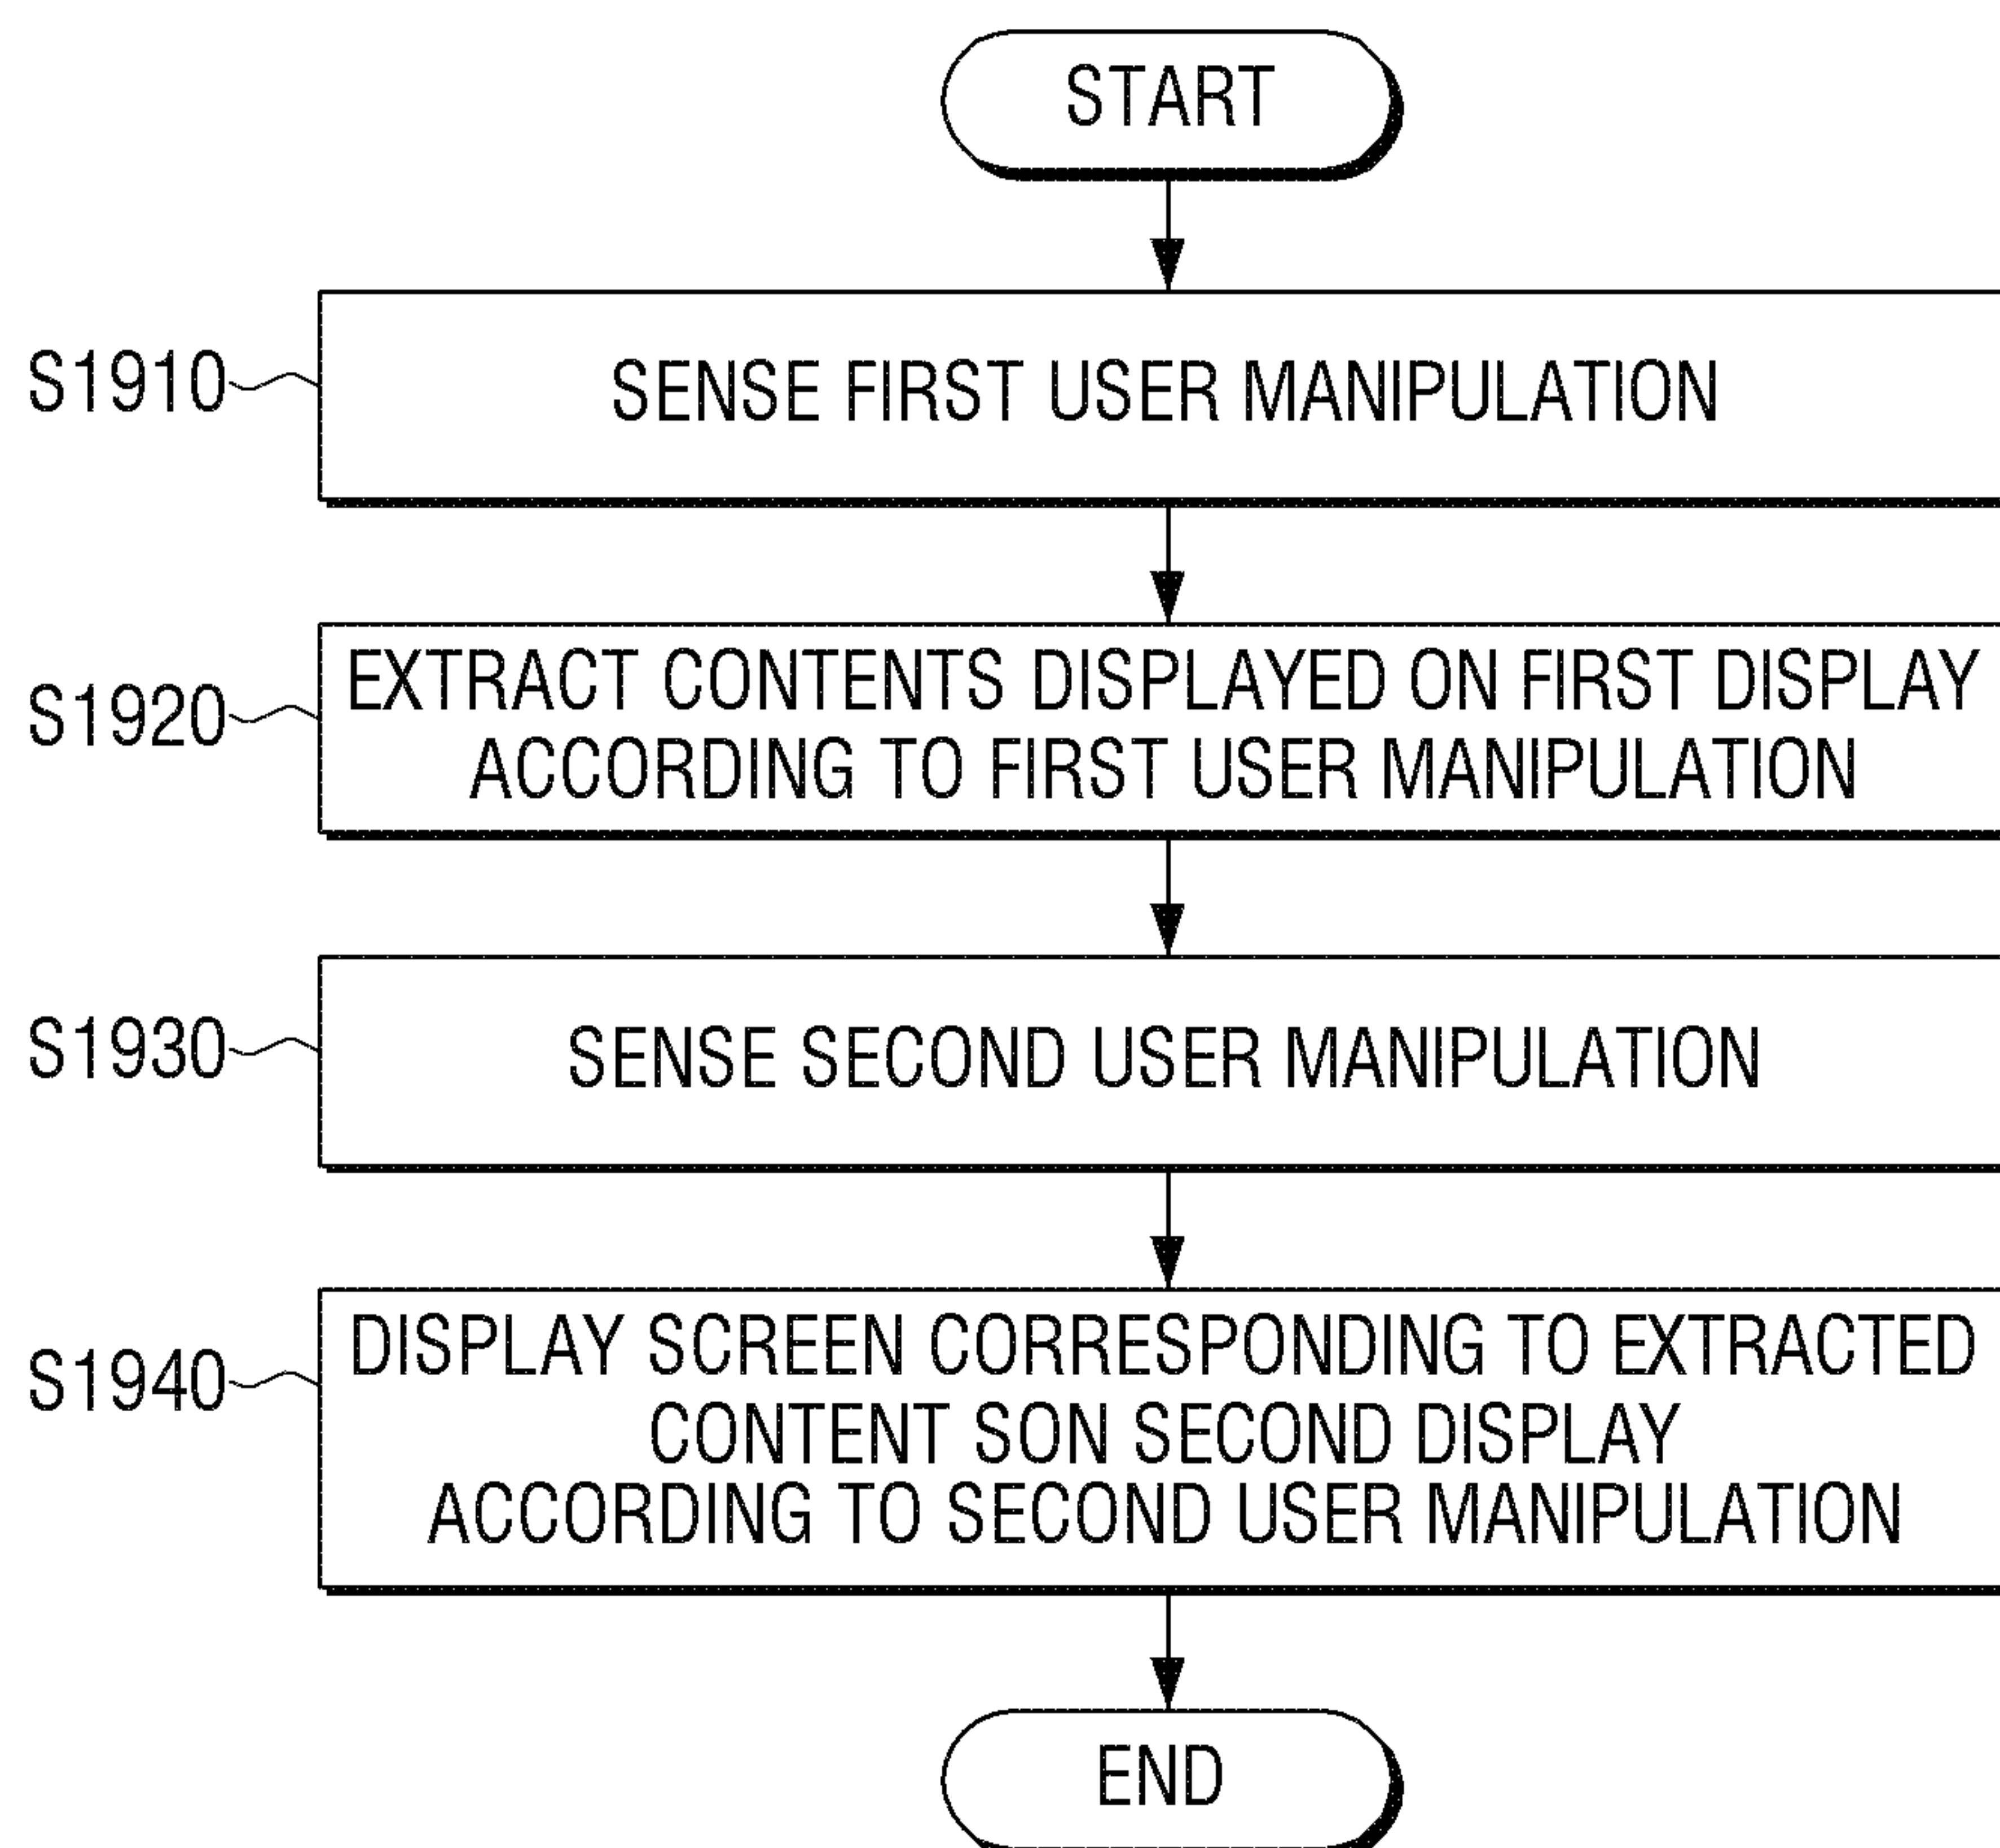 START
S1910
SENSE FIRST USER MANIPULATION
S1920
EXTRACT CONTENTS DISPLAYED ON FIRST DISPLAY
ACCORDING TO FIRST USER MANIPULATION
S1930
SENSE SECOND USER MANIPULATION
S1940
DISPLAY SCREEN CORRESPONDING TO EXTRACTED
CONTENT SON SECOND DISPLAY
ACCORDING TO SECOND USER MANIPULATION
END